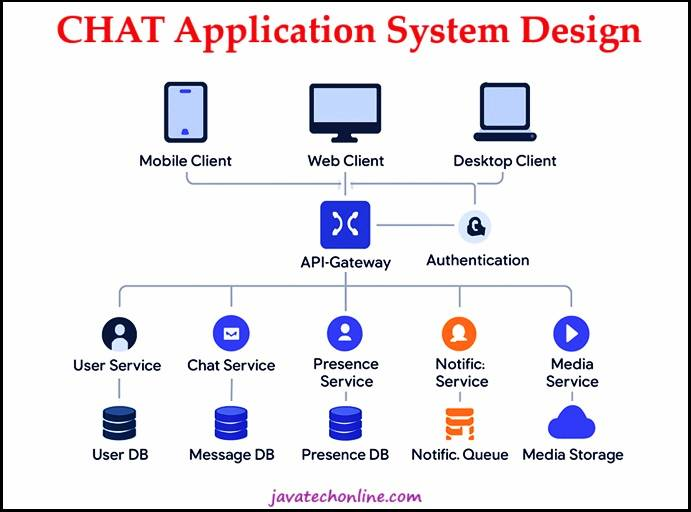 CHAT Application System Design
Mobile Client
Web Client
Desktop Client
API-Gateway
Authentication
User Service
Chat Service
Presence
Service
Notific:
Service
Media
Service
User DB
Message DB
Presence DB
Notific. Queue
Media Storage
javatechonline.com